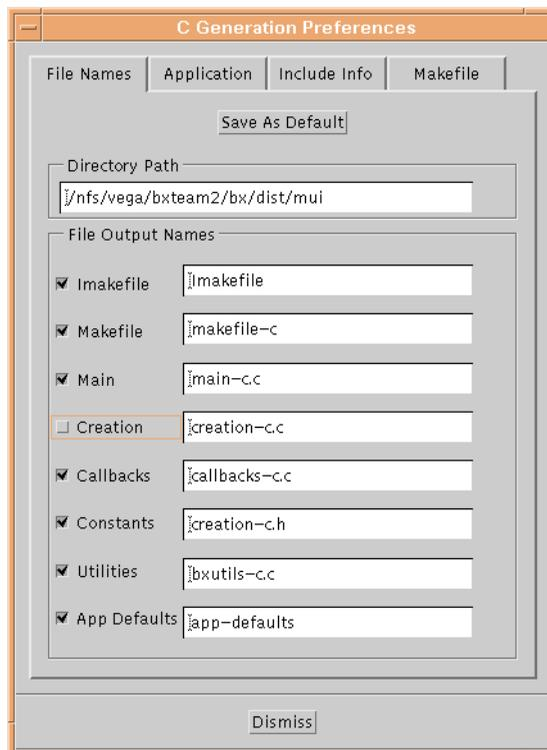 C Generation Preferences
File Names Application Include Info Makefile
Save As Default
Directory Path
/nfs/vega/bxteam2/bx/dist/mui
File Output Names
Imakefile Imakefile
Makefile makefile-c
Main main-c.c
Creation creation-c.c
Callbacks callbacks-c.c
Constants creation-c.h
Utilities bxutils-c.c
App Defaults app-defaults
Dismiss